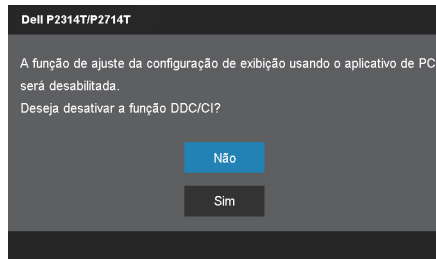 Dell P2314T/P2714T
A função de ajuste da configuração de exibição usando o aplicativo de PC
será desabilitada.
Deseja desativar a função DDC/CI?
Não
Sim